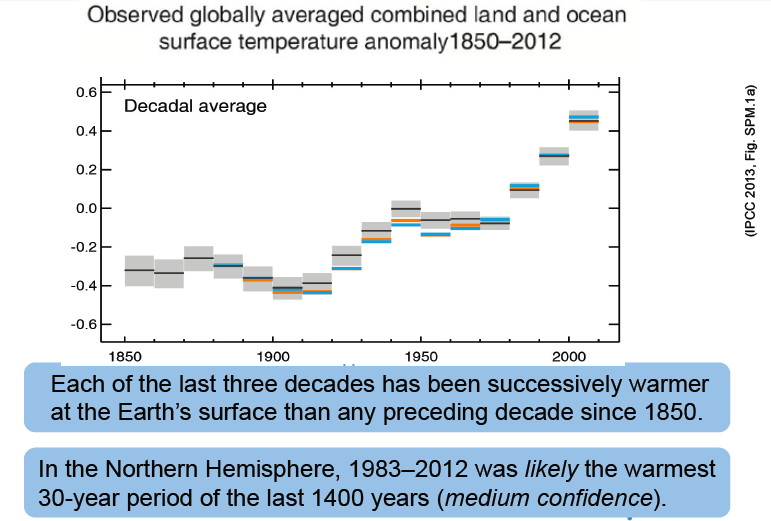 Observed globally averaged combined land and ocean
surface temperature anomaly1850–2012
Decadal average
0.6
0.4
0.2
0.0
-0.2
-0.4
-0.6
1850 1900 1950 2000
(IPCC 2013, Fig. SPM.1a)
Each of the last three decades has been successively warmer
at the Earth's surface than any preceding decade since 1850.
In the Northern Hemisphere, 1983–2012 was likely the warmest
30-year period of the last 1400 years (medium confidence).